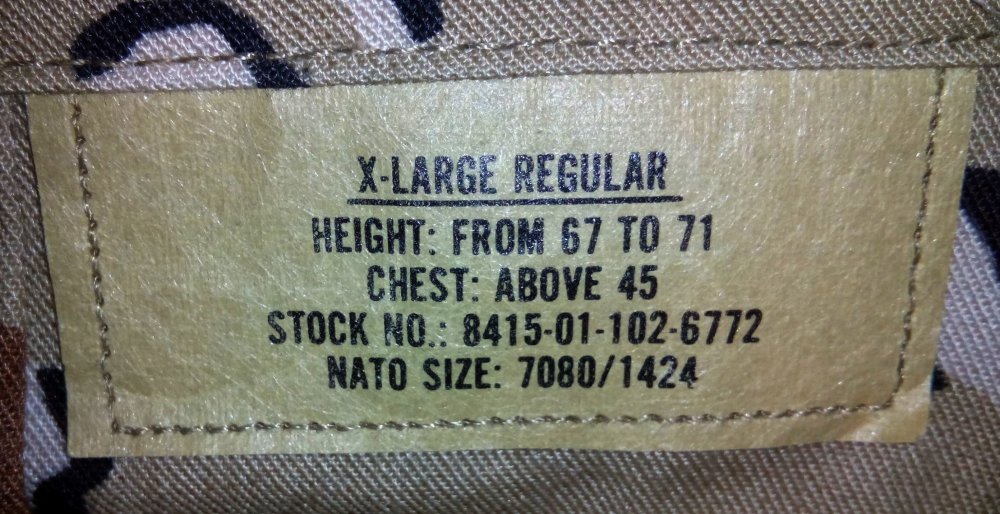 X-LARGE REGULAR
HEIGHT: FROM 67 TO 71
CHEST: ABOVE 45
STOCK NO.: 8415-01-102-6772
NATO SIZE: 7080/1424